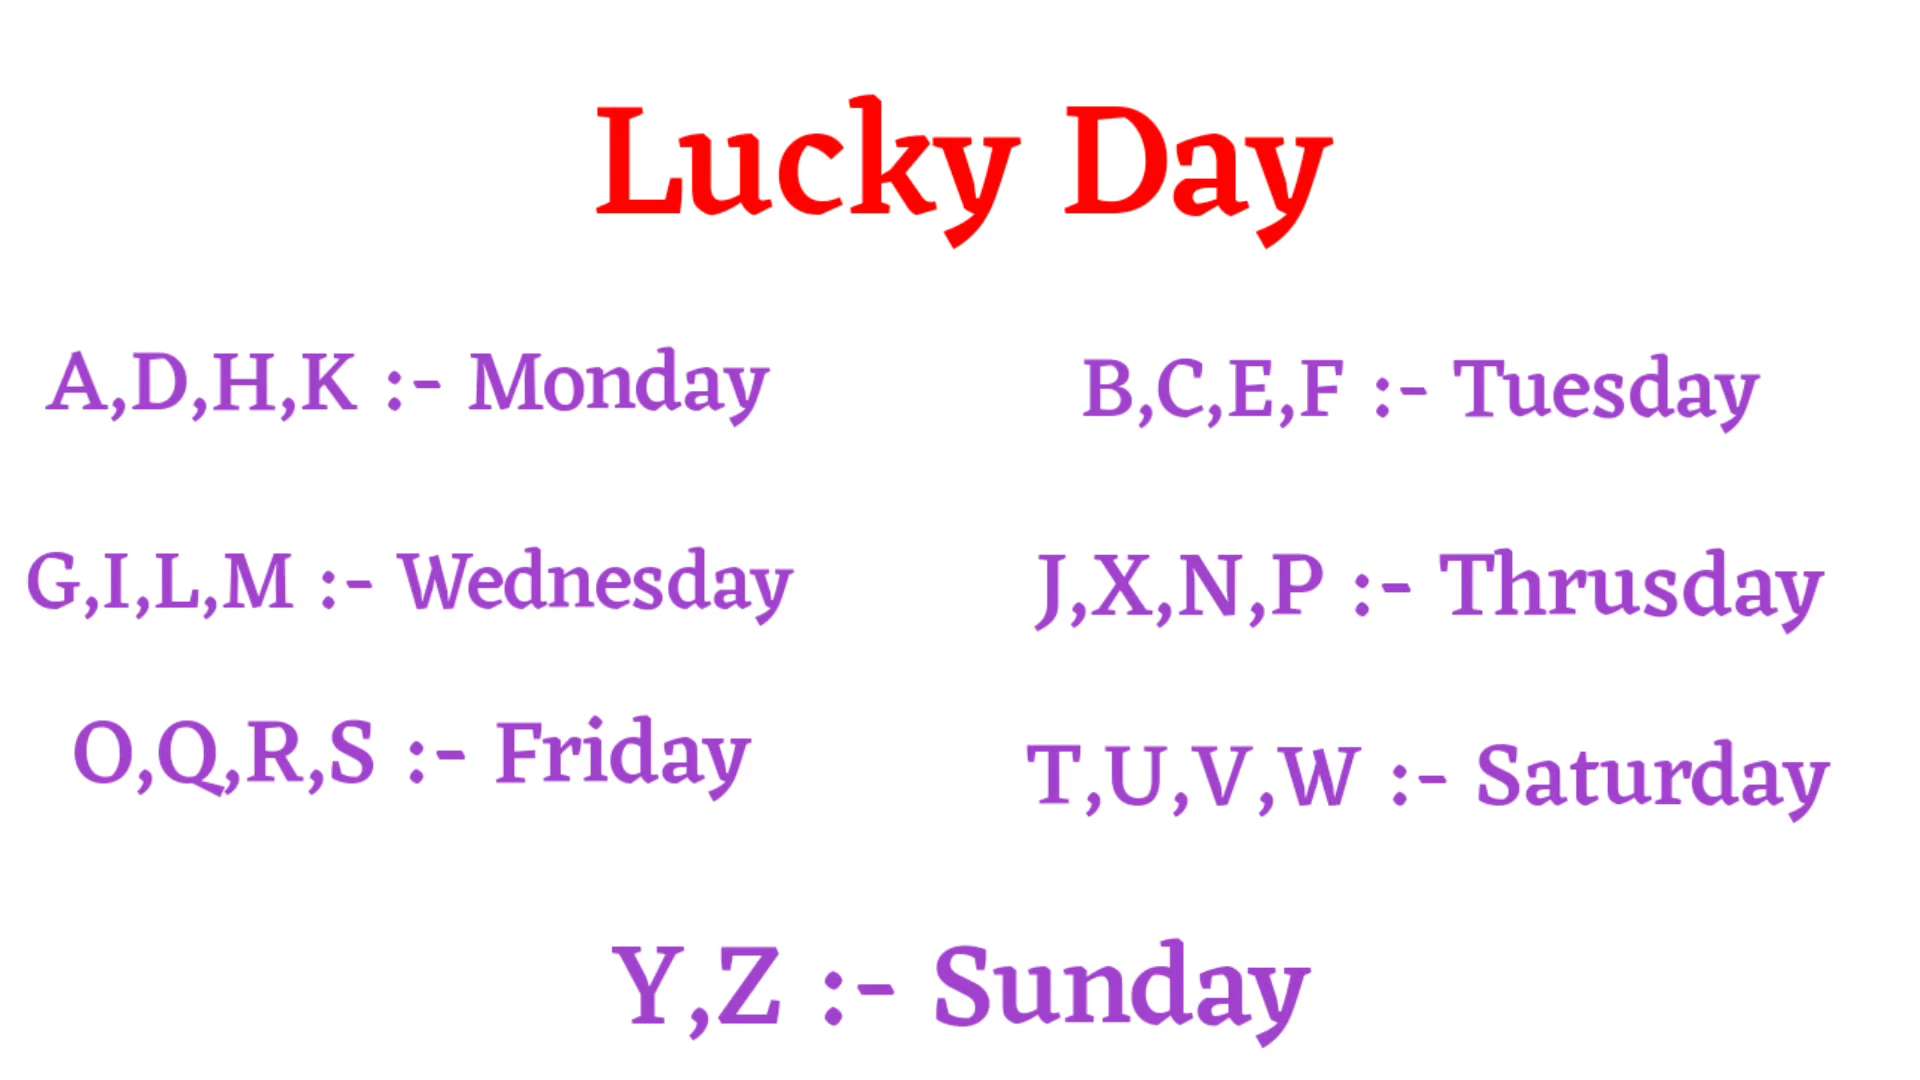 Lucky Day
A,D,H,K :- Monday
B,C,E,F :- Tuesday
G,I,L,M :- Wednesday
J,X,N,P :- Thrusday
O,Q,R,S :- Friday
T,U,V,W :- Saturday
Y,Z :- Sunday